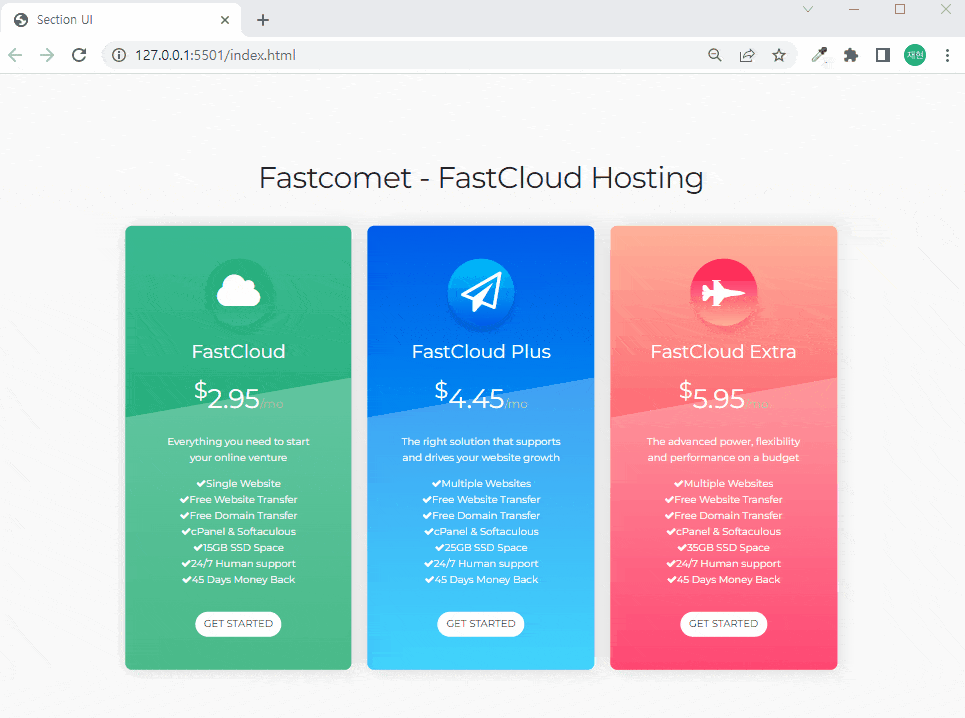 Section UI
127.0.0.1:5501/index.html
재현
Fastcomet - FastCloud Hosting
FastCloud
$2.95/mo
Everything you need to start
your online venture
✔Single Website
✔Free Website Transfer
✔Free Domain Transfer
✔cPanel & Softaculous
✔15GB SSD Space
✔24/7 Human support
✔45 Days Money Back
GET STARTED
FastCloud Plus
$4.45/mo
The right solution that supports
and drives your website growth
✔Multiple Websites
✔Free Website Transfer
✔Free Domain Transfer
✔cPanel & Softaculous
✔25GB SSD Space
✔24/7 Human support
✔45 Days Money Back
GET STARTED
FastCloud Extra
$5.95/mo
The advanced power, flexibility
and performance on a budget
✔Multiple Websites
✔Free Website Transfer
✔Free Domain Transfer
✔cPanel & Softaculous
✔35GB SSD Space
✔24/7 Human support
✔45 Days Money Back
GET STARTED